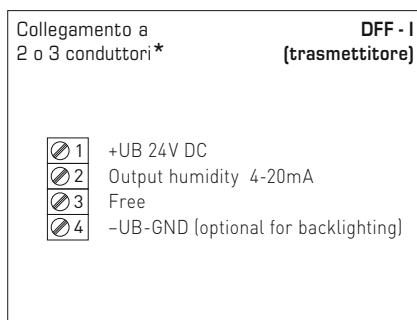 Collegamento a
2 o 3 conduttori*
DFF - I
(trasmettitore)
1 +UB 24V DC
2 Output humidity 4-20mA
3 Free
4 –UB-GND (optional for backlighting)